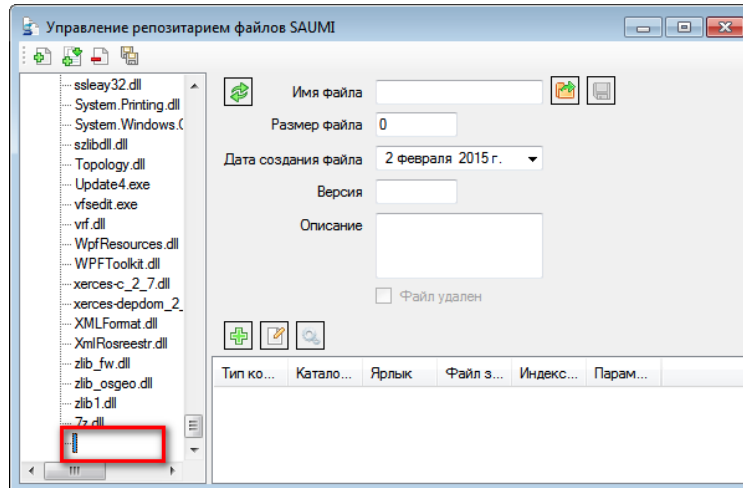 Управление репозитарием файлов SAUMI
ssleay32.dll
System.Printing.dll
System.Windows.(
szlibdll.dll
Topology.dll
Update4.exe
vfsedit.exe
vrf.dll
WpfResources.dll
WPFToolkit.dll
xerces-c_2_7.dll
xerces-depdom_2_
XMLFormat.dll
XmlRosreestr.dll
zlib_fw.dll
zlib_osgeo.dll
zlib1.dll
7z.dll
Имя файла
Размер файла 0
Дата создания файла 2 февраля 2015 г.
Версия
Описание
Файл удален
Тип ко... Катало... Ярлык Файл з... Индекс... Парам...